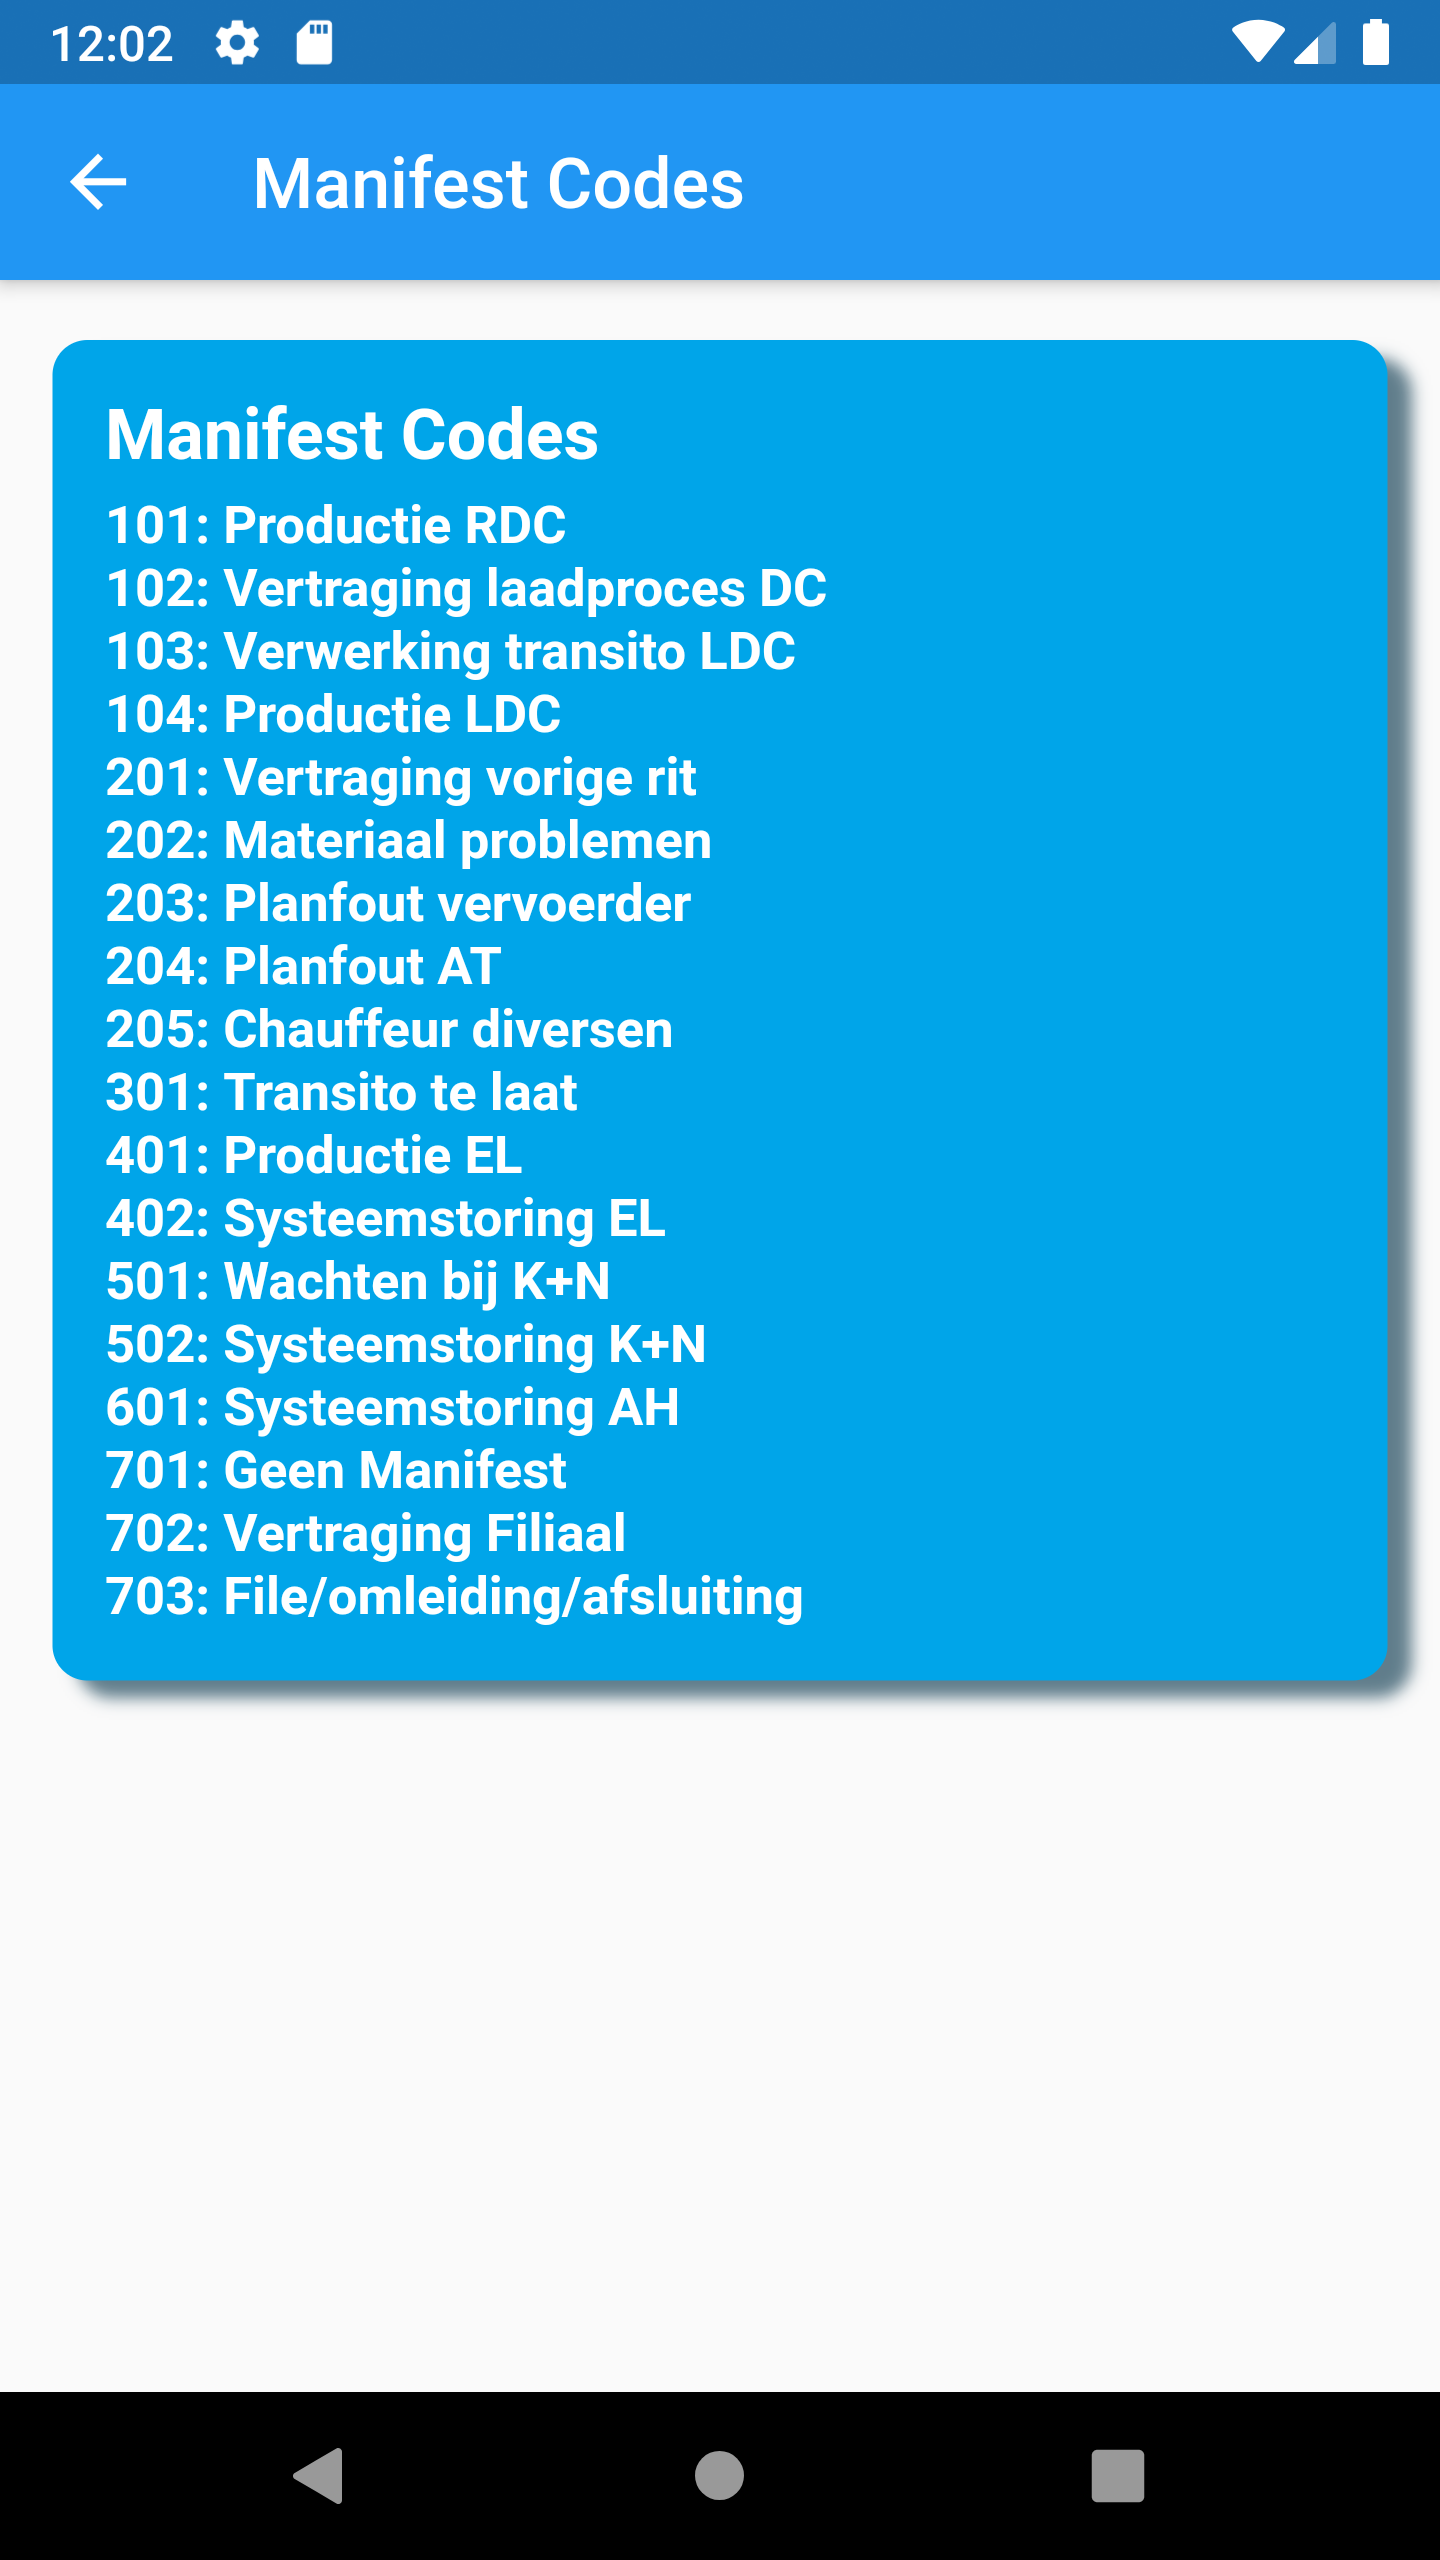 12:02
Manifest Codes
Manifest Codes
101: Productie RDC
102: Vertraging laadproces DC
103: Verwerking transito LDC
104: Productie LDC
201: Vertraging vorige rit
202: Materiaal problemen
203: Planfout vervoerder
204: Planfout AT
205: Chauffeur diversen
301: Transito te laat
401: Productie EL
402: Systeemstoring EL
501: Wachten bij K+N
502: Systeemstoring K+N
601: Systeemstoring AH
701: Geen Manifest
702: Vertraging Filiaal
703: File/omleiding/afsluiting